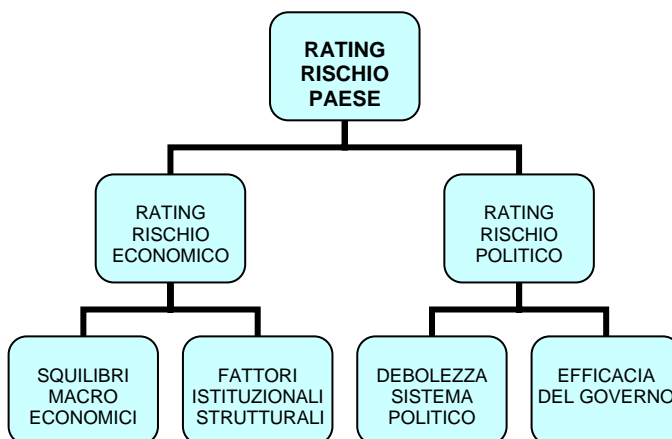 RATING
RISCHIO
PAESE
RATING
RISCHIO
ECONOMICO
RATING
RISCHIO
POLITICO
SQUILIBRI
MACRO
ECONOMICI
FATTORI
ISTITUZIONALI
STRUTTURALI
DEBOLEZZA
SISTEMA
POLITICO
EFFICACIA
DEL GOVERNO